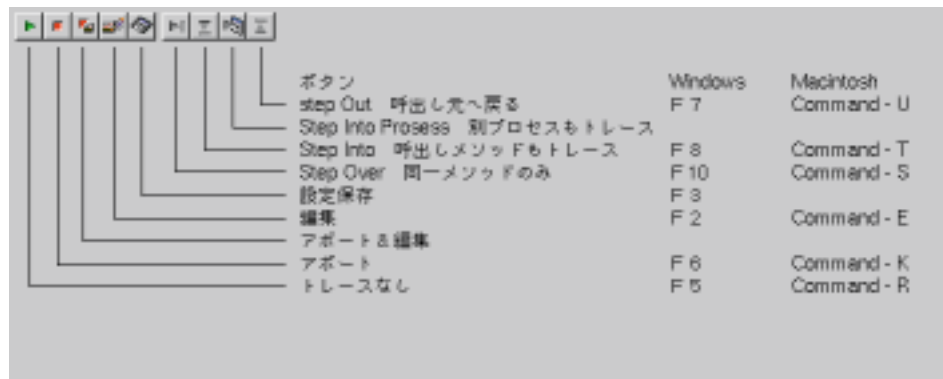 ボタン Windows Macintosh
step Out 呼出し元へ戻る F 7 Command - U
Step Into Prosess 別プロセスもトレース
Step Into 呼出しメソッドもトレース F 8 Command - T
Step Over 同一メソッドのみ F 10 Command - S
設定保存 F 3
編集 F 2 Command - E
アボート&編集
アボート F 6 Command - K
トレースなし F 5 Command - R